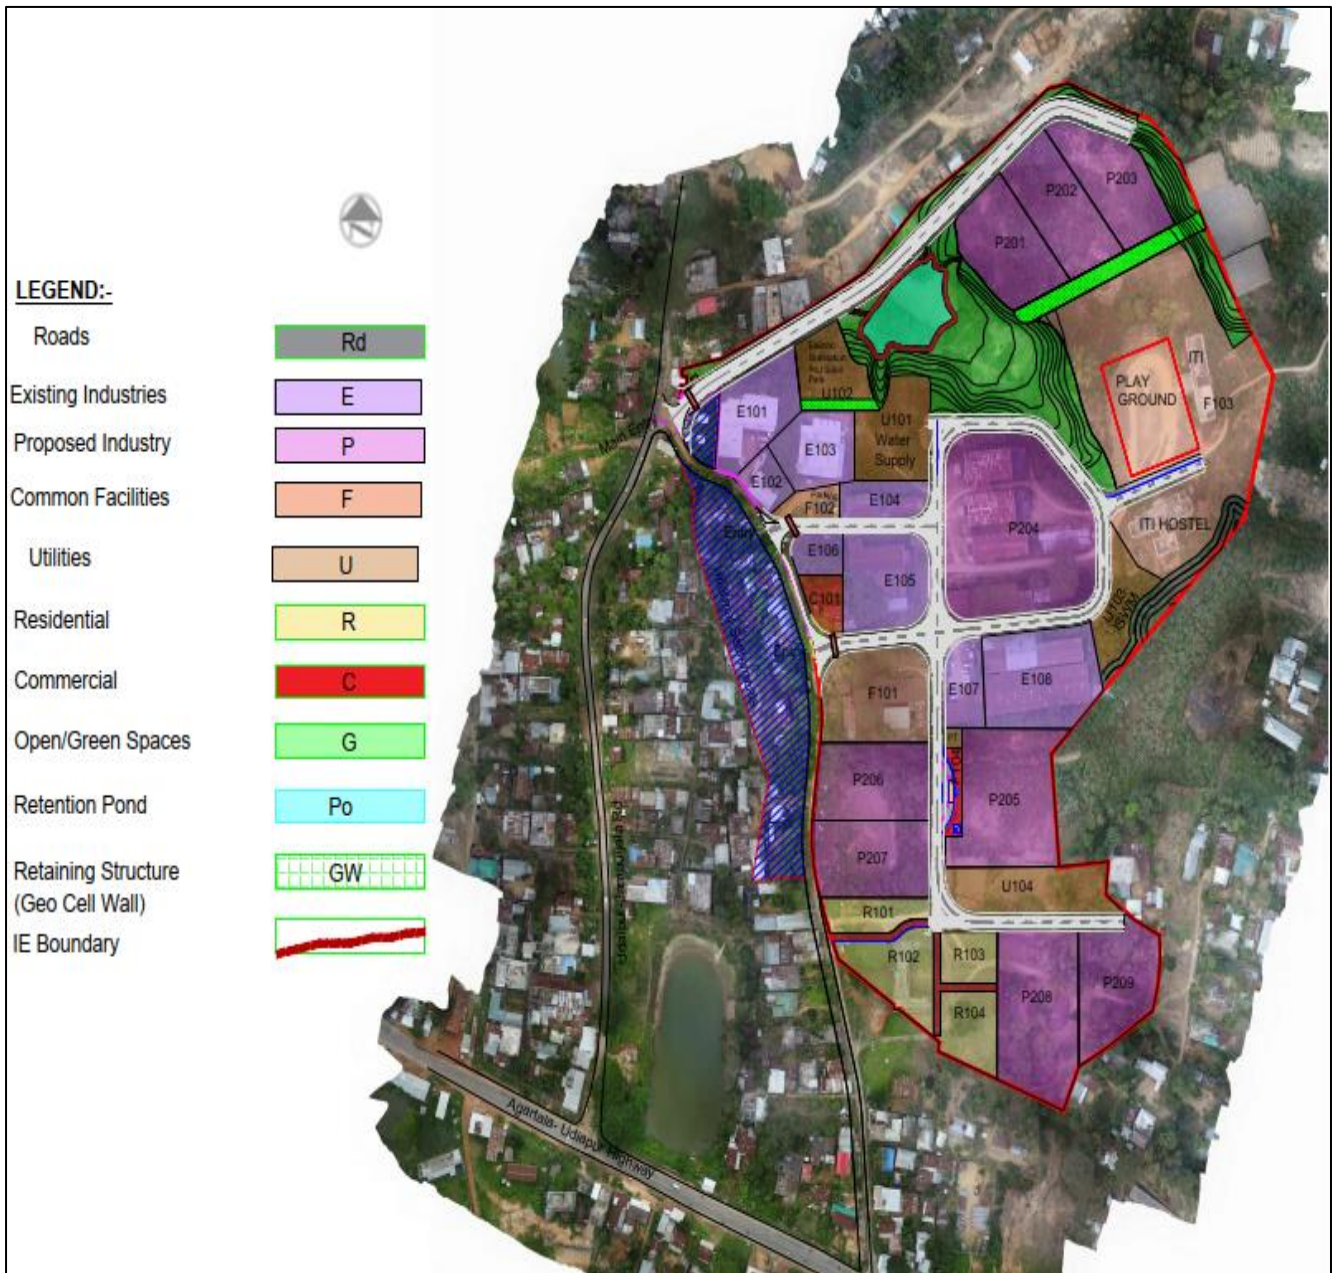 LEGEND:-
Roads
Rd
Existing Industries
E
Proposed Industry
P
Common Facilities
F
Utilities
U
Residential
R
Commercial
C
Open/Green Spaces
G
Retention Pond
Po
Retaining Structure
(Geo Cell Wall)
GW
IE Boundary
P203
P202
P201
PLAY
GROUND
ITI
F103
U102
E101
U101
Water
Supply
Main Entry
E103
E102
F102
E104
ITI HOSTEL
P204
Entry
E106
E105
C101
E107
E108
F101
P206
P205
P207
U104
R101
R102
R103
P208
P209
R104
Agartala- Udiapur Highway